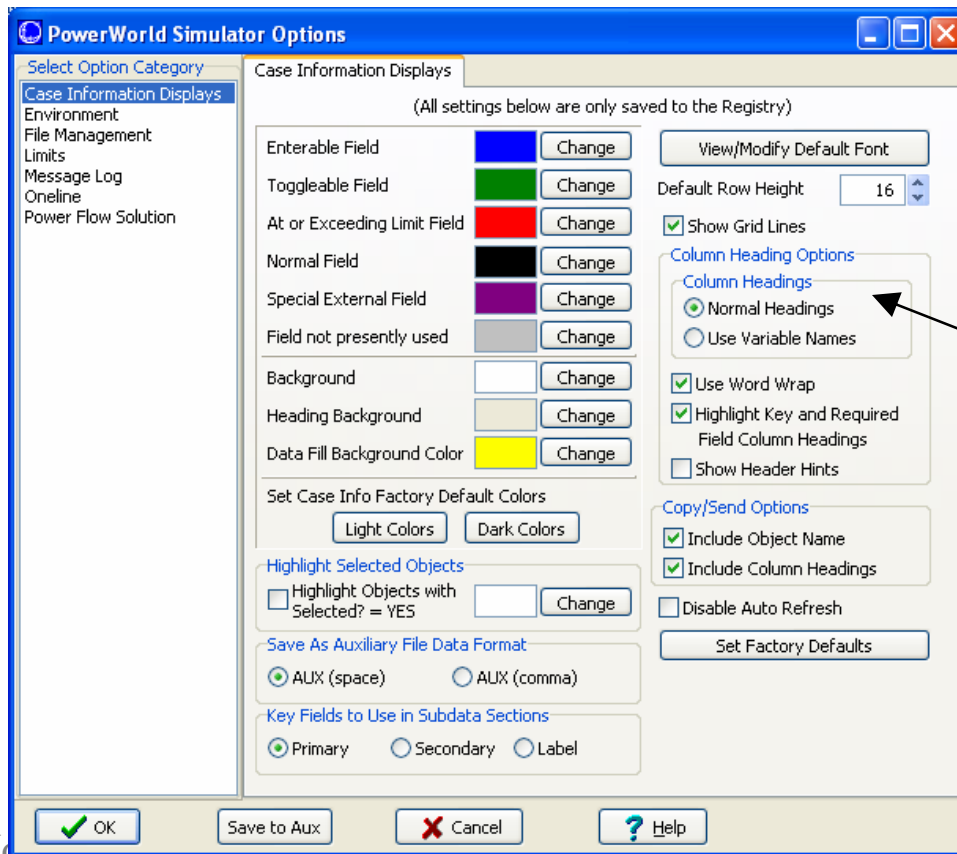 PowerWorld Simulator Options
Select Option Category
Case Information Displays
Environment
File Management
Limits
Message Log
Oneline
Power Flow Solution
Case Information Displays
(All settings below are only saved to the Registry)
Enterable Field
Change
Toggleable Field
Change
At or Exceeding Limit Field
Change
Normal Field
Change
Special External Field
Change
Field not presently used
Change
Background
Change
Heading Background
Change
Data Fill Background Color
Change
Set Case Info Factory Default Colors
Light Colors
Dark Colors
Highlight Selected Objects
Highlight Objects with
Selected? = YES
Change
Save As Auxiliary File Data Format
AUX (space)
AUX (comma)
Key Fields to Use in Subdata Sections
Primary
Secondary
Label
View/Modify Default Font
Default Row Height
16
Show Grid Lines
Column Heading Options
Column Headings
Normal Headings
Use Variable Names
Use Word Wrap
Highlight Key and Required
Field Column Headings
Show Header Hints
Copy/Send Options
Include Object Name
Include Column Headings
Disable Auto Refresh
Set Factory Defaults
OK
Save to Aux
Cancel
Help